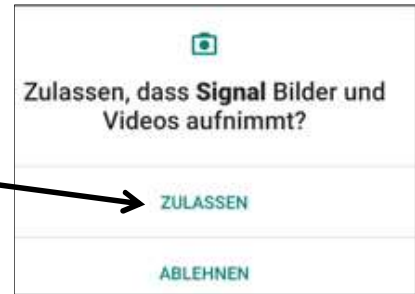 Zulassen, dass Signal Bilder und
Videos aufnimmt?
ZULASSEN
ABLEHNEN